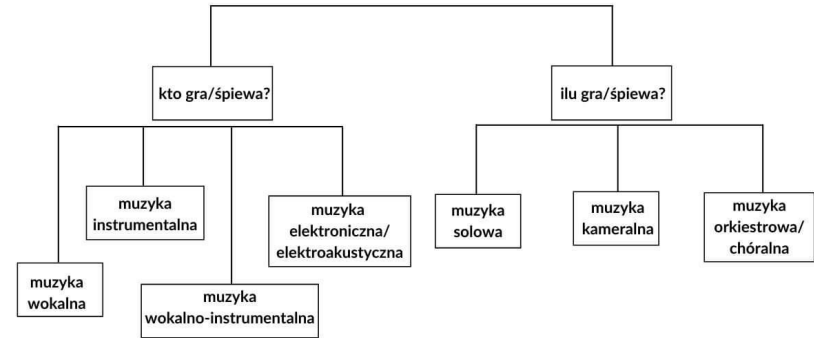 kto gra/śpiewa?
ilu gra/śpiewa?
muzyka
wokalna
muzyka
instrumentalna
muzyka
wokalno-instrumentalna
muzyka
elektroniczna/
elektroakustyczna
muzyka
solowa
muzyka
kameralna
muzyka
orkiestrowa/
chóralna